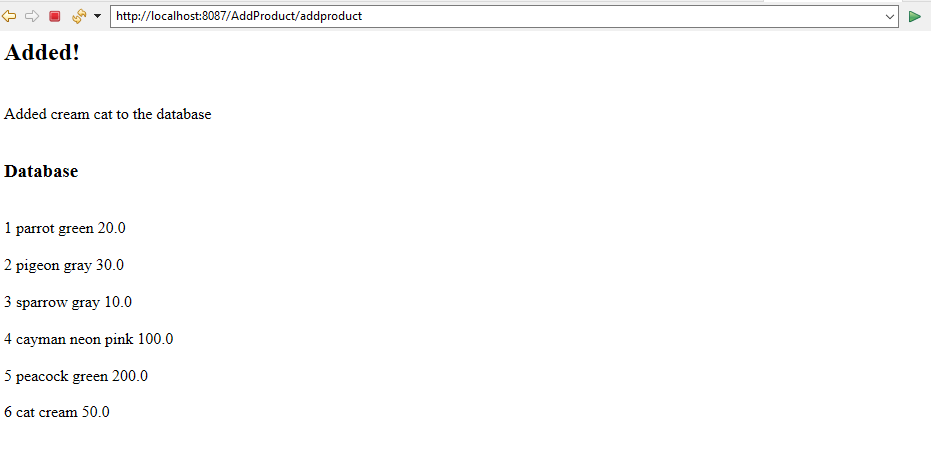 http://localhost:8087/AddProduct/addproduct
Added!
Added cream cat to the database
Database
1 parrot green 20.0
2 pigeon gray 30.0
3 sparrow gray 10.0
4 cayman neon pink 100.0
5 peacock green 200.0
6 cat cream 50.0